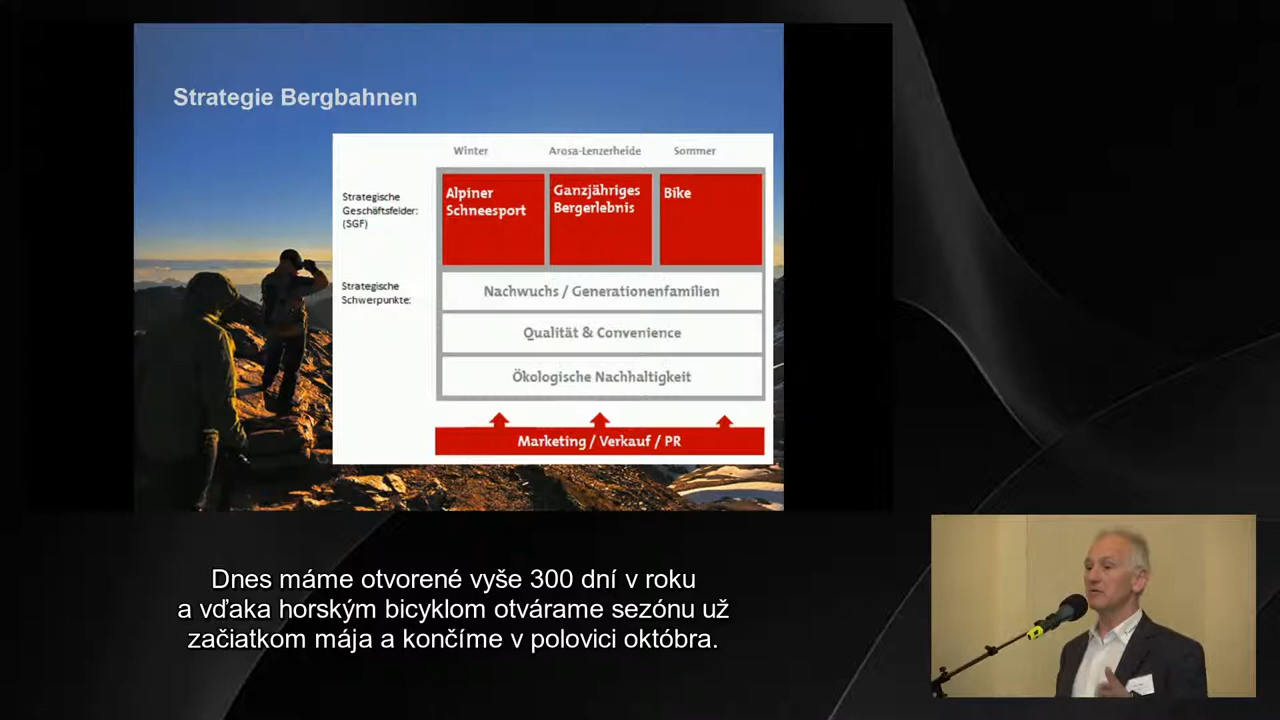 Strategie Bergbahnen
Winter
Arosa-Lenzerheide
Sommer
Strategische
Geschäftsfelder:
(SGF)
Alpiner
Schneesport
Ganzjähriges
Bergerlebnis
Bike
Strategische
Schwerpunkte:
Nachwuchs / Generationenfamilien
Qualität & Convenience
Ökologische Nachhaltigkeit
Marketing / Verkauf / PR
Dnes máme otvorené vyše 300 dní v roku
a vďaka horským bicyklom otvárame sezónu už
začiatkom mája a končíme v polovici októbra.